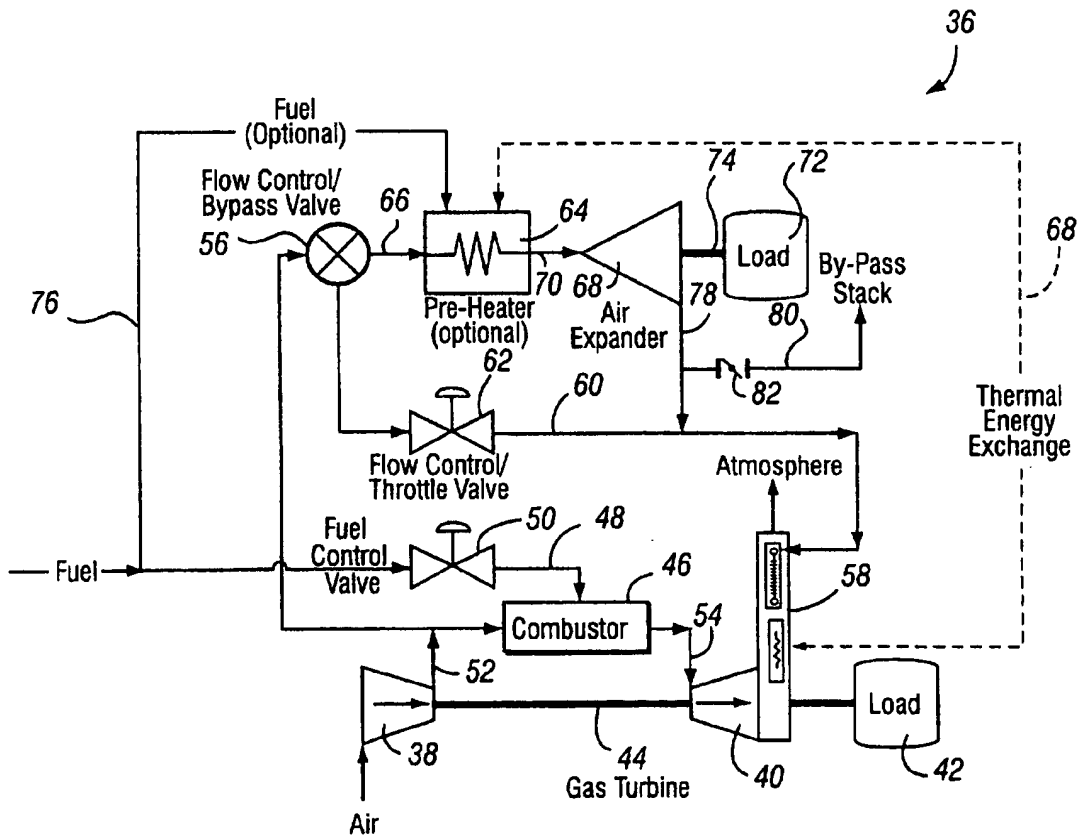 36
Fuel
(Optional)
Flow Control/
Bypass Valve
56
66
64
74
72
Load
68
70
68
78
By-Pass
Stack
76
Pre-Heater
(optional)
Air
Expander
80
62
60
82
Thermal
Energy
Exchange
Flow Control/
Throttle Valve
Atmosphere
50
48
Fuel
Control
Valve
46
58
Fuel
Combustor
54
52
Load
38
44
40
42
Gas Turbine
Air